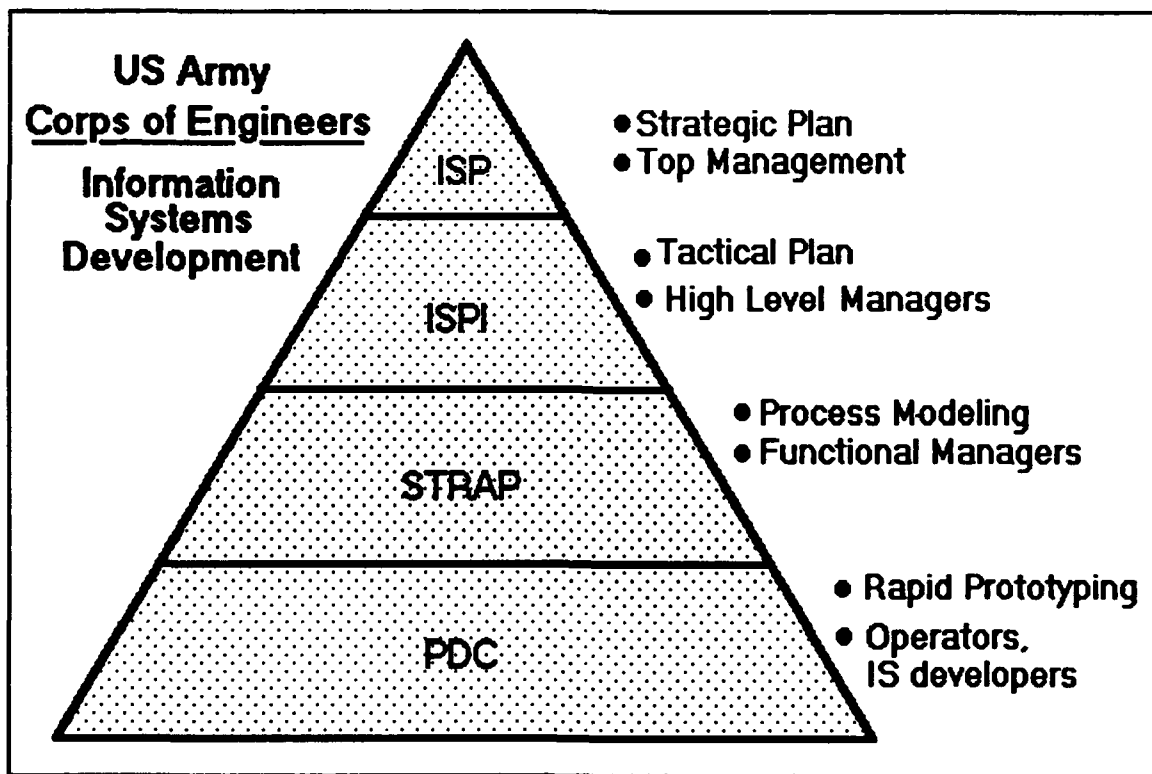 US Army
Corps of Engineers
Information
Systems
Development
ISP
• Strategic Plan
• Top Management
ISPI
• Tactical Plan
• High Level Managers
STRAP
• Process Modeling
• Functional Managers
PDC
• Rapid Prototyping
• Operators,
IS developers